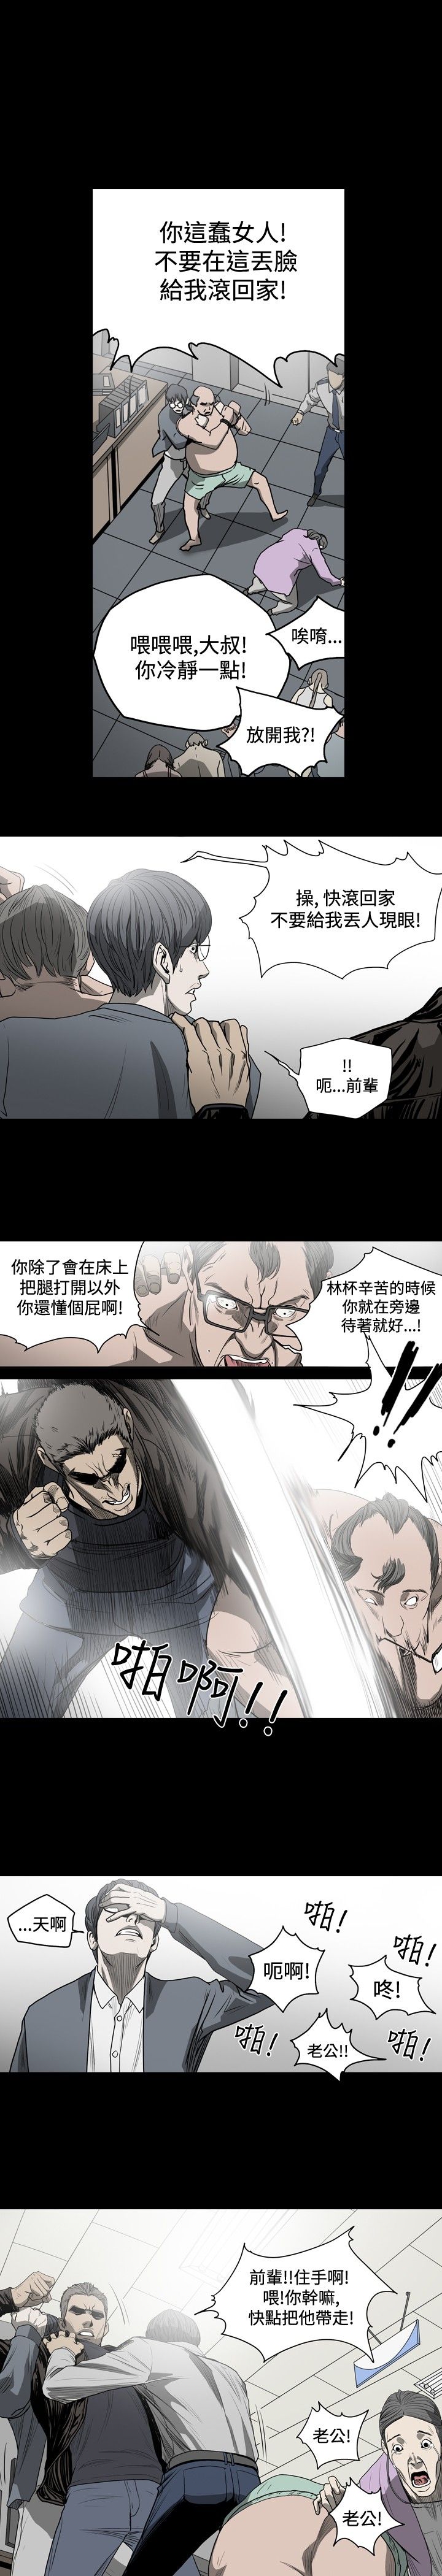 你這蠢女人!
不要在這丟臉
給我滾回家!
喂喂喂,大叔!
你冷靜一點!
唉唷...
放開我?!
操, 快滾回家
不要給我丟人現眼!
!!
呃...前輩
你除了會在床上
把腿打開以外
你還懂個屁啊!
林杯辛苦的時候
你就在旁邊
待著就好...!
啪啊!!
...天啊
啪!
呃啊!
啪!
咚!
啪!
老公!!
啪!
前輩!!住手啊!
喂!你幹嘛,
快點把他帶走!
老公!
老公!